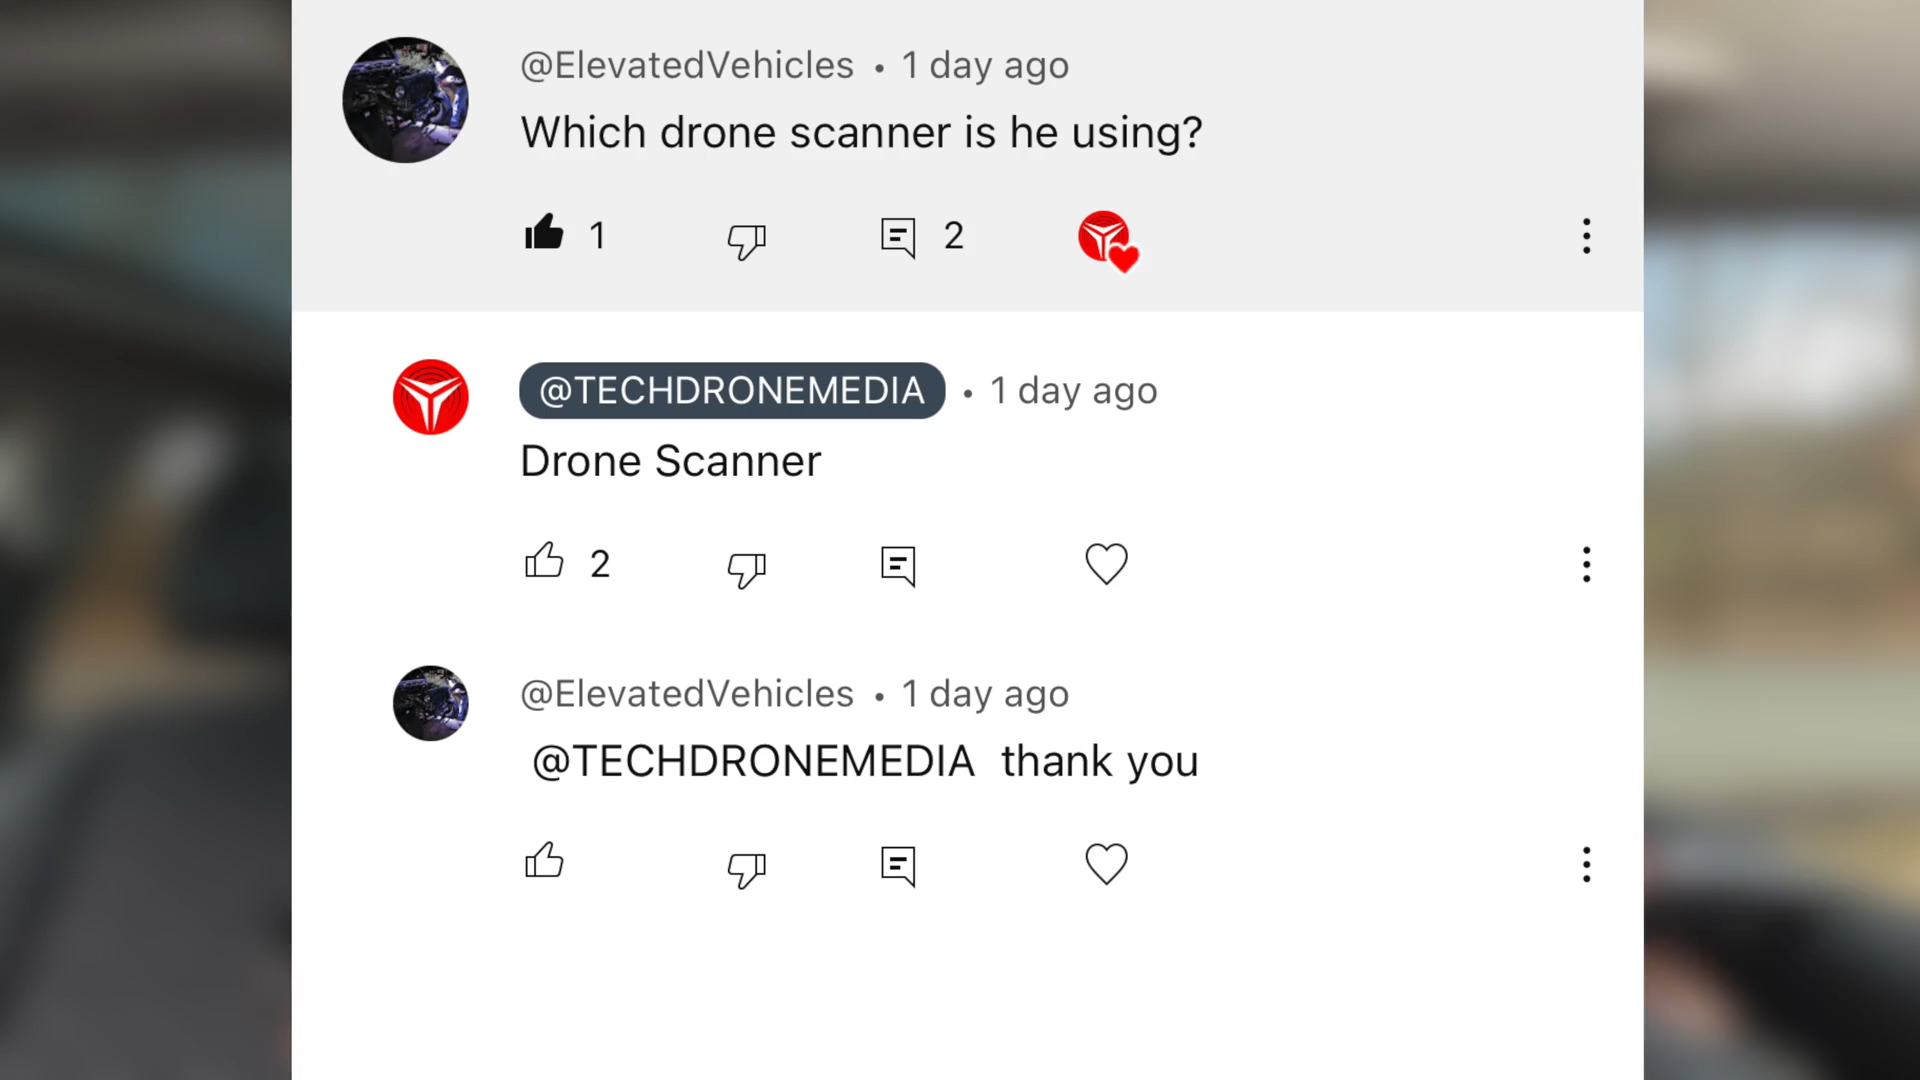 @ElevatedVehicles • 1 day ago
Which drone scanner is he using?
1 2
@TECHDRONEMEDIA • 1 day ago
Drone Scanner
2
@ElevatedVehicles • 1 day ago
@TECHDRONEMEDIA thank you